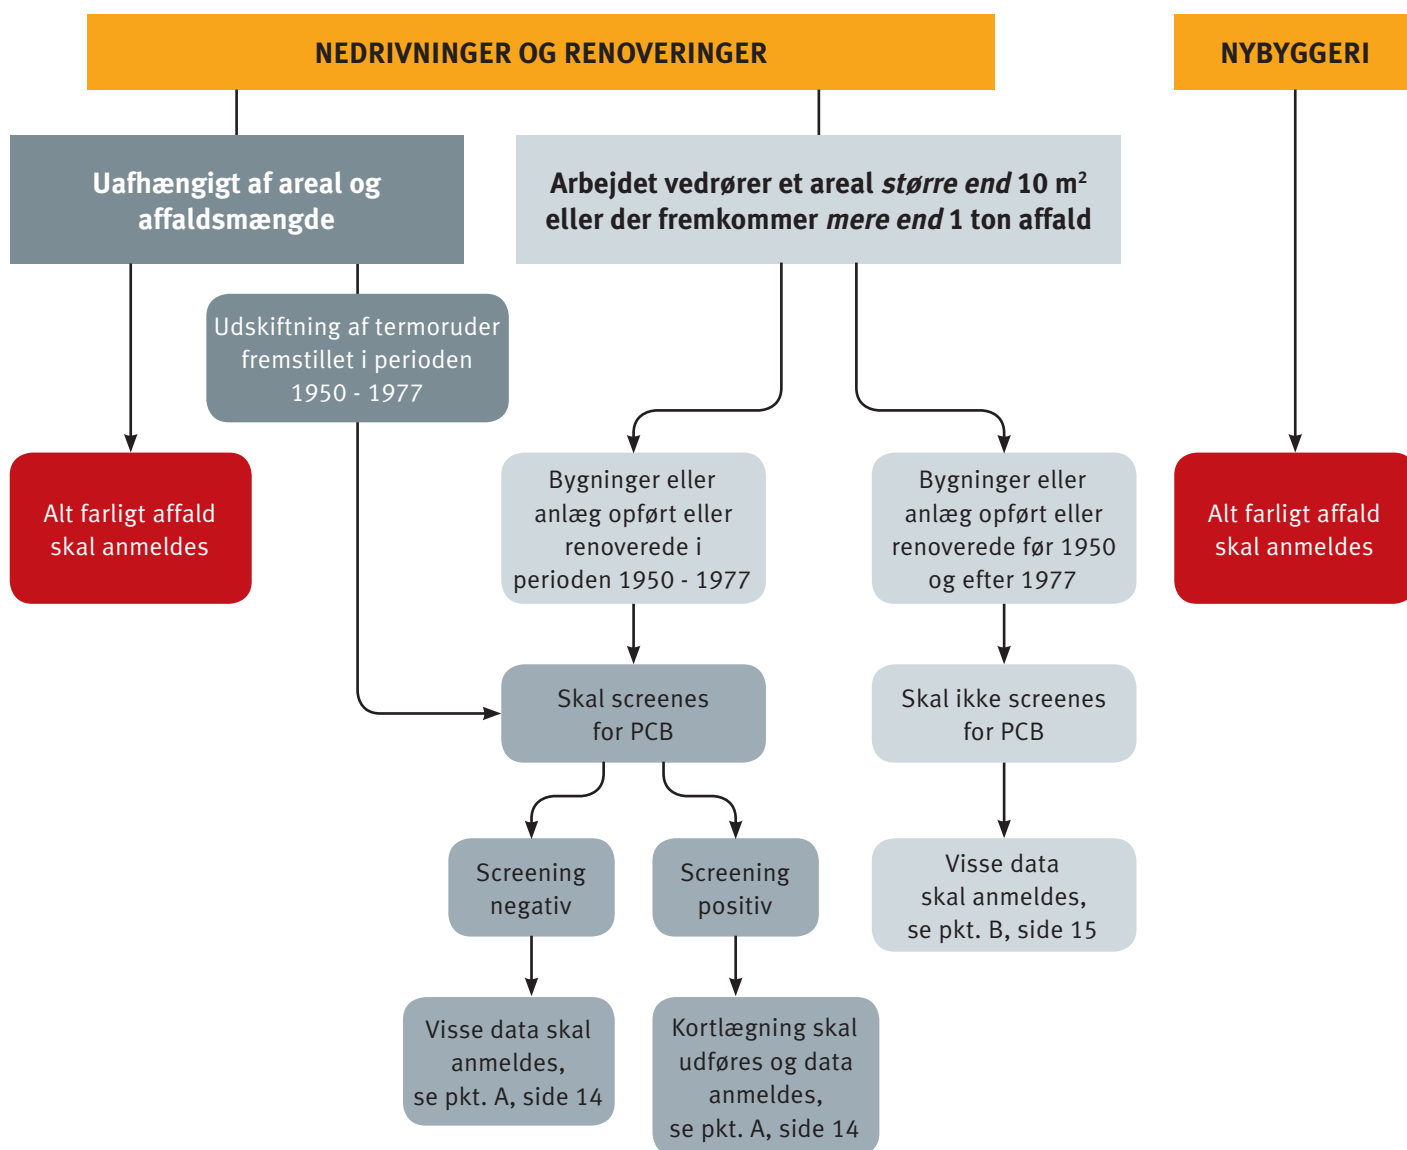 NEDRIVNINGER OG RENOVERINGER
NYBYGGERI
Uafhængigt af areal og
affaldsmængde
Arbejdet vedrører et areal større end 10 m²
eller der fremkommer mere end 1 ton affald
Udskiftning af termoruder
fremstillet i perioden
1950 - 1977
Alt farligt affald
skal anmeldes
Bygninger eller
anlæg opført eller
renoverede i
perioden 1950 - 1977
Bygninger eller
anlæg opført eller
renoverede før 1950
og efter 1977
Alt farligt affald
skal anmeldes
Skal screenes
for PCB
Skal ikke screenes
for PCB
Screening
negativ
Screening
positiv
Visse data
skal anmeldes,
se pkt. B, side 15
Visse data skal
anmeldes,
se pkt. A, side 14
Kortlægning skal
udføres og data
anmeldes,
se pkt. A, side 14